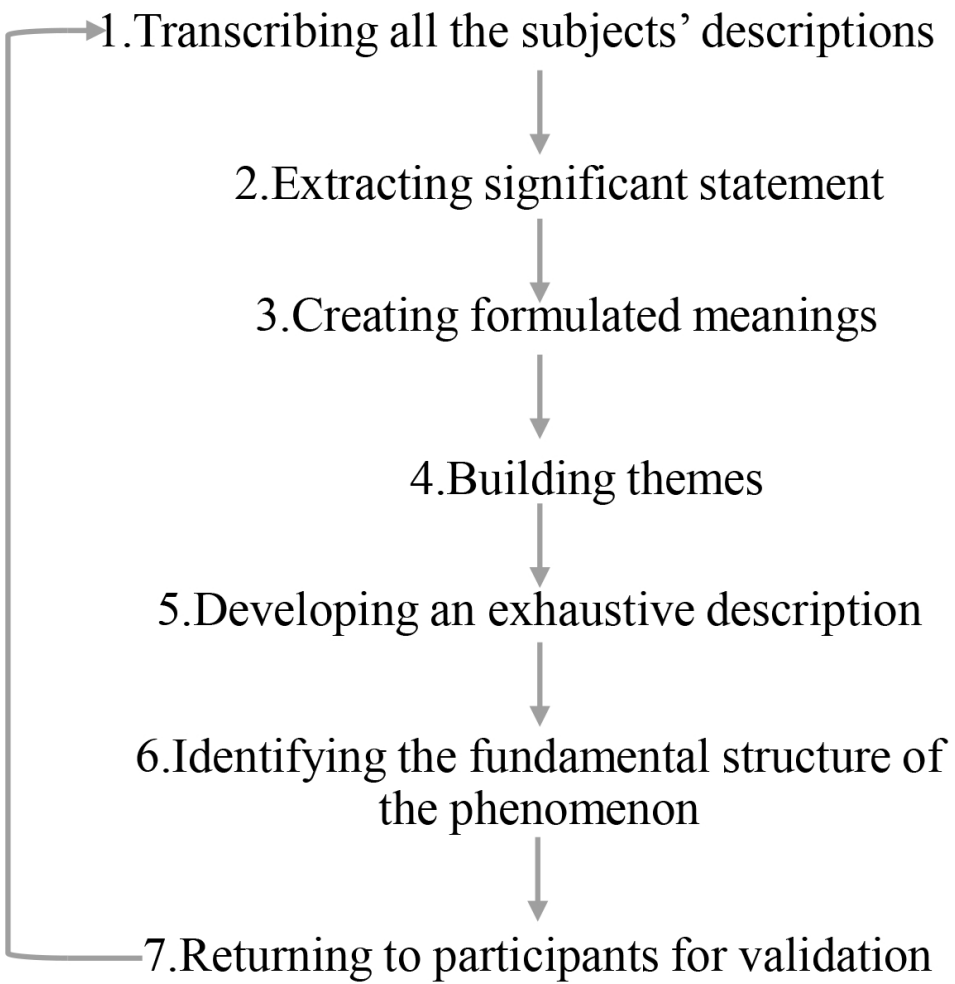 1.Transcribing all the subjects’ descriptions
2.Extracting significant statement
3.Creating formulated meanings
4.Building themes
5.Developing an exhaustive description
6.Identifying the fundamental structure of
the phenomenon
7.Returning to participants for validation